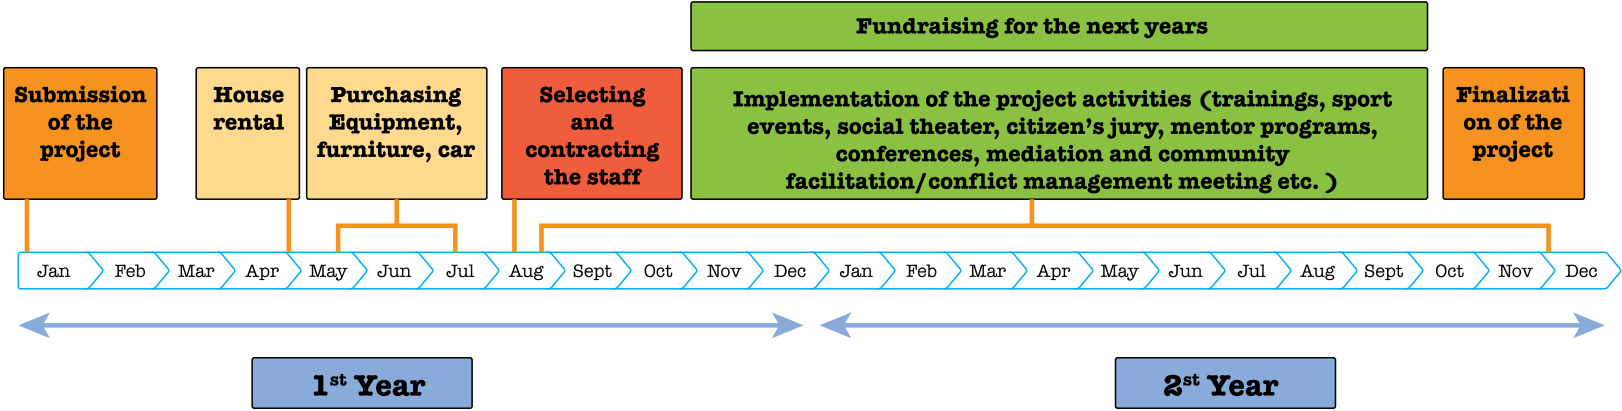 Fundraising for the next years
Submission
of the
project
House
rental
Purchasing
Equipment,
furniture, car
Selecting
and
contracting
the staff
Implementation of the project activities (trainings, sport
events, social theater, citizen's jury, mentor programs,
conferences, mediation and community
facilitation/conflict management meeting etc. )
Finalizati
on of the
project
Jan Feb Mar Apr May Jun Jul Aug Sept Oct Nov Dec Jan Feb Mar Apr May Jun Jul Aug Sept Oct Nov Dec
1st Year
2st Year